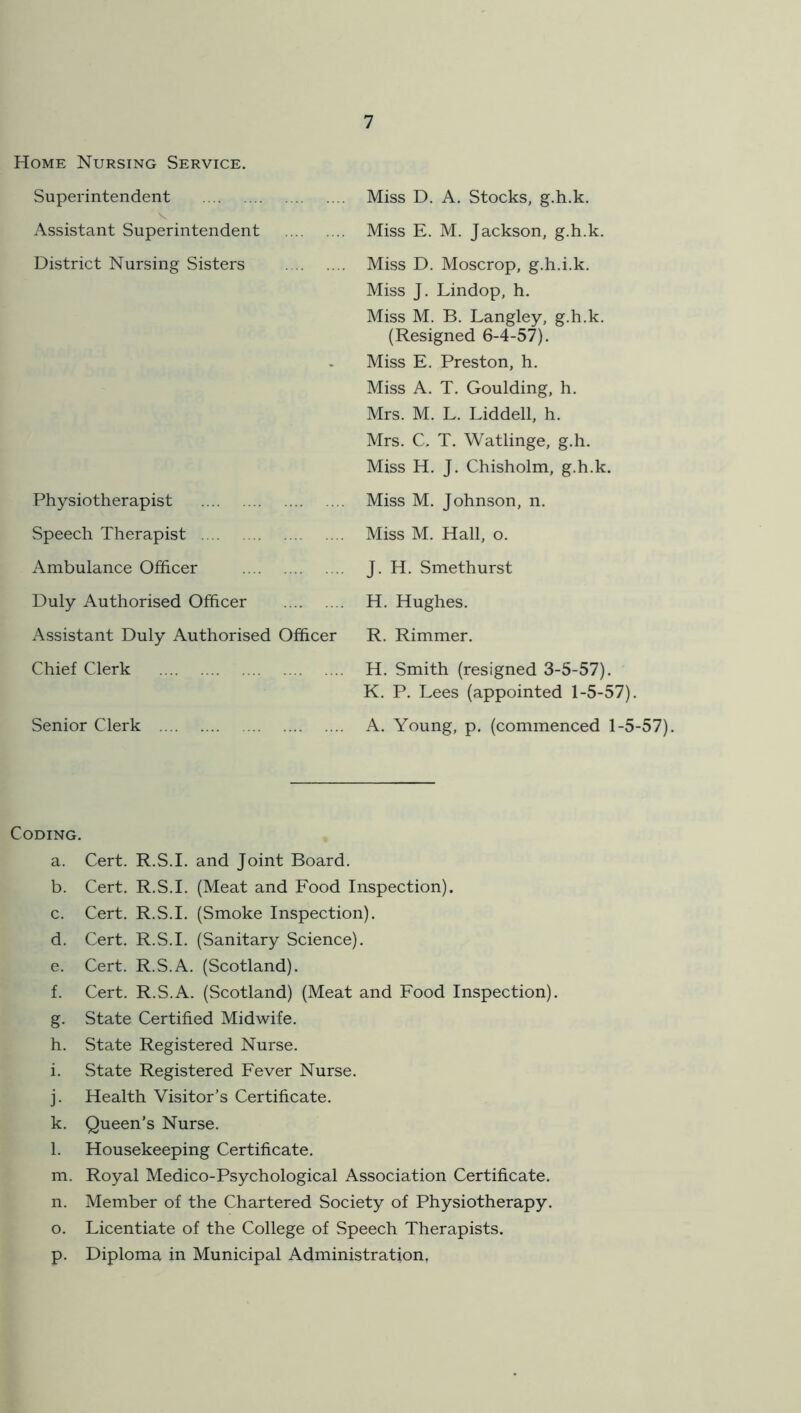 7
Home Nursing Service.
Superintendent .... .... .... .... Miss D. A. Stocks, g.h.k.
Assistant Superintendent .... .... Miss E. M. Jackson, g.h.k.
District Nursing Sisters .... .... Miss D. Moscrop, g.h.i.k.
Miss J. Lindop, h.
Miss M. B. Langley, g.h.k.
(Resigned 6-4-57).
Miss E. Preston, h.
Miss A. T. Goulding, h.
Mrs. M. L. Liddell, h.
Mrs. C. T. Watlinge, g.h.
Miss H. J. Chisholm, g.h.k.
Physiotherapist .... .... .... .... Miss M. Johnson, n.
Speech Therapist .... .... .... .... Miss M. Hall, o.
Ambulance Officer .... .... .... J. H. Smethurst
Duly Authorised Officer .... .... H. Hughes.
Assistant Duly Authorised Officer R. Rimmer.
Chief Clerk .... .... .... .... .... H. Smith (resigned 3-5-57).
K. P. Lees (appointed 1-5-57).
Senior Clerk .... .... .... .... .... A. Young, p. (commenced 1-5-57).
Coding.
a. Cert. R.S.I. and Joint Board.
b. Cert. R.S.I. (Meat and Food Inspection).
c. Cert. R.S.I. (Smoke Inspection).
d. Cert. R.S.I. (Sanitary Science).
e. Cert. R.S.A. (Scotland).
f. Cert. R.S.A. (Scotland) (Meat and Food Inspection).
g. State Certified Midwife.
h. State Registered Nurse.
i. State Registered Fever Nurse.
j. Health Visitor's Certificate.
k. Queen's Nurse.
l. Housekeeping Certificate.
m. Royal Medico-Psychological Association Certificate.
n. Member of the Chartered Society of Physiotherapy.
o. Licentiate of the College of Speech Therapists.
p. Diploma in Municipal Administration,